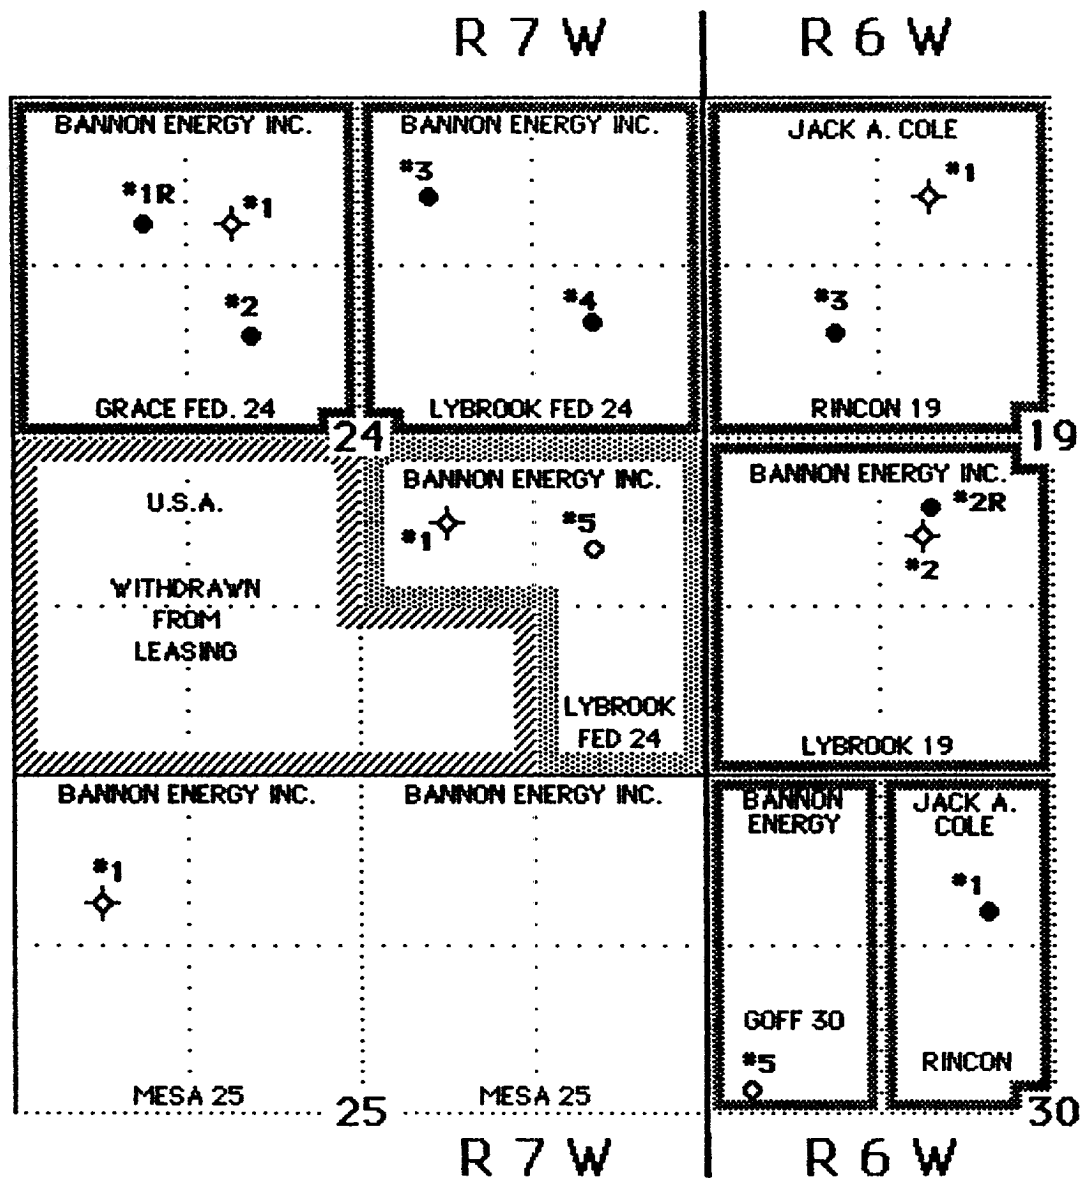 R 7 W
R 6 W
BANNON ENERGY INC.
BANNON ENERGY INC.
JACK A. COLE
#3
#1
#1R
#1
#2
#4
#3
GRACE FED. 24
LYBROOK FED 24
RINCON 19
24
19
BANNON ENERGY INC.
BANNON ENERGY INC.
U.S.A.
#1
#5
#2R
#2
WITHDRAWN
FROM
LEASING
LYBROOK
FED 24
LYBROOK 19
BANNON ENERGY INC.
BANNON ENERGY INC.
BANNON
ENERGY
JACK A.
COLE
#1
#1
GOFF 30
#5
RINCON
MESA 25
MESA 25
25
30
R 7 W
R 6 W